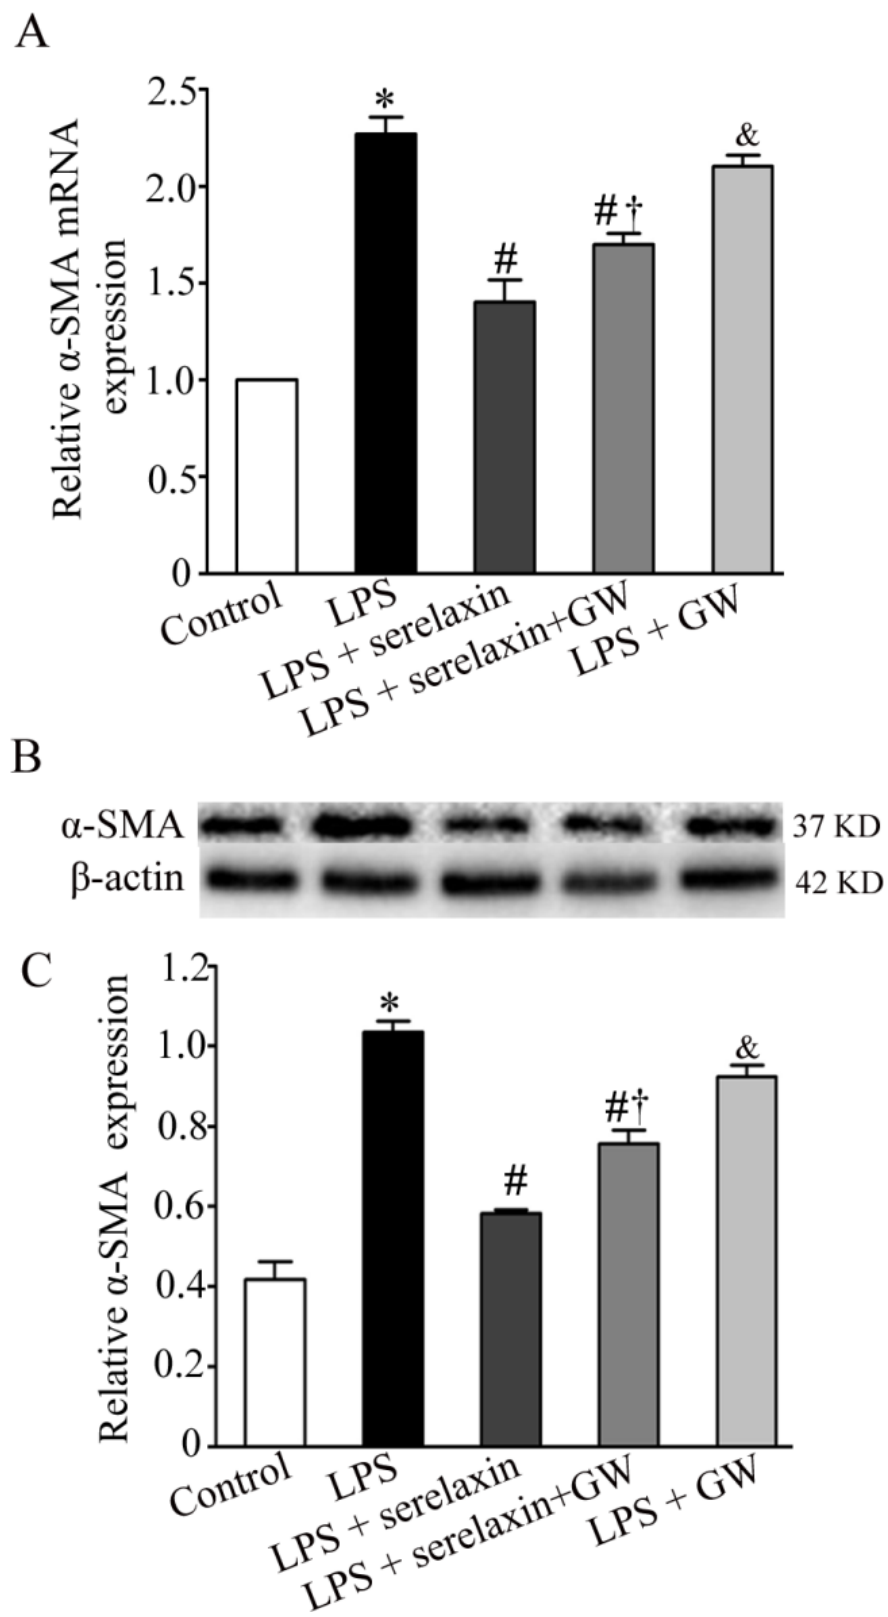 A
Relative α-SMA mRNA
expression
2.5
2.0
1.5
1.0
0.5
0
*
#
#†
&
Control
LPS
LPS + serelaxin
LPS + serelaxin+GW
LPS + GW
B
α-SMA
37 KD
β-actin
42 KD
C
Relative α-SMA expression
1.2
1.0
0.8
0.6
0.4
0.2
0
*
#
#†
&
Control
LPS
LPS + serelaxin
LPS + serelaxin+GW
LPS + GW